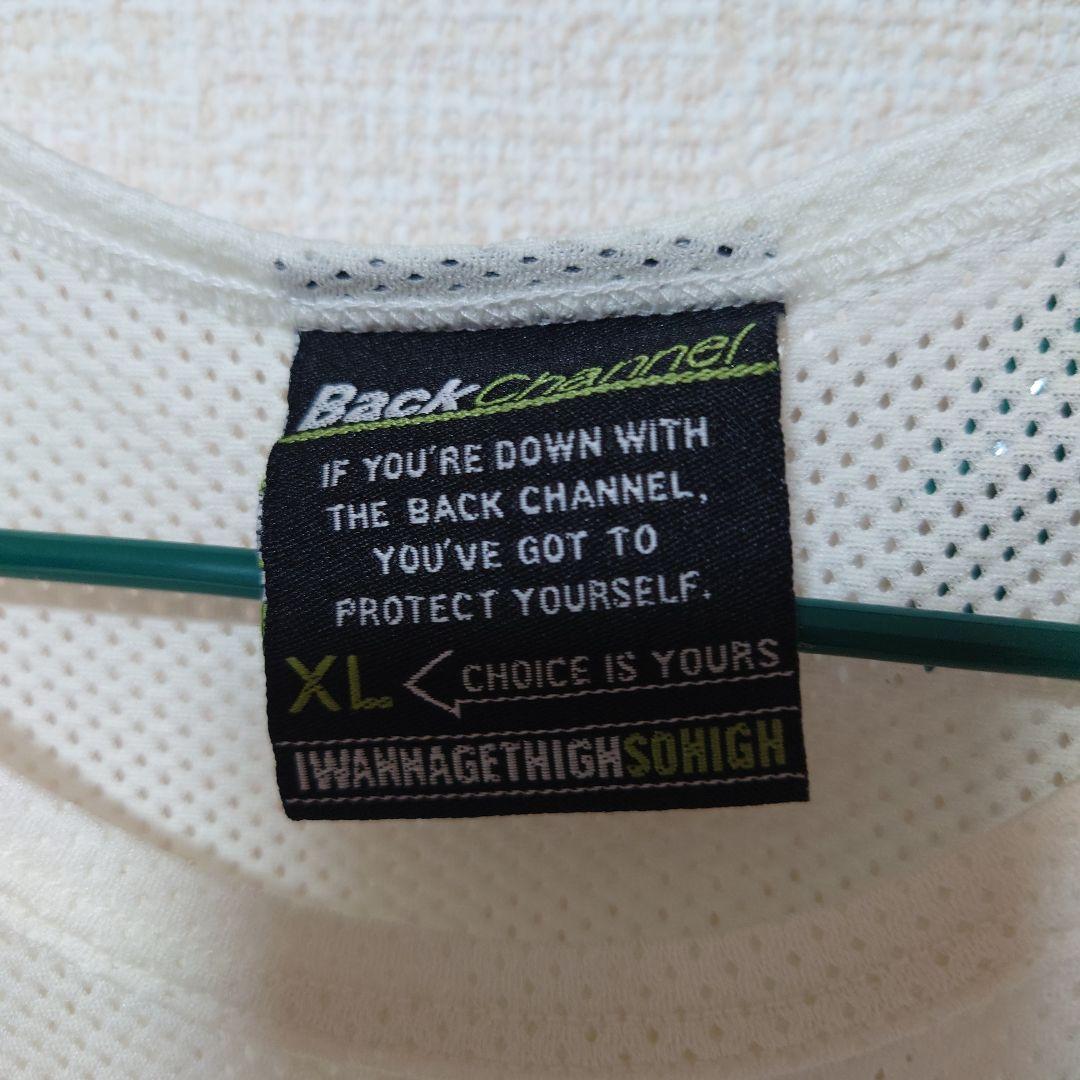 Back Channel
IF YOU'RE DOWN WITH
THE BACK CHANNEL,
YOU'VE GOT TO
PROTECT YOURSELF.
XL CHOICE IS YOURS
IWANNAGETHIGHSOHIGH